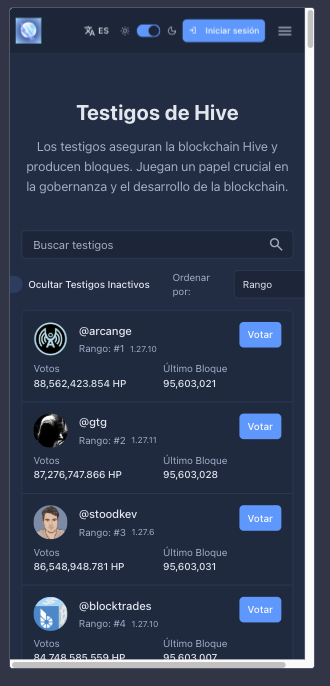 ES
Iniciar sesión
Testigos de Hive
Los testigos aseguran la blockchain Hive y
producen bloques. Juegan un papel crucial en
la gobernanza y el desarrollo de la blockchain.
Buscar testigos
Ocultar Testigos Inactivos
Ordenar
por:
Rango
@arcange
Votar
Rango: #1 1.27.10
Votos Último Bloque
88,562,423.854 HP 95,603,021
@gtg
Votar
Rango: #2 1.27.11
Votos Último Bloque
87,276,747.866 HP 95,603,028
@stoodkev
Votar
Rango: #3 1.27.6
Votos Último Bloque
86,548,948.781 HP 95,603,031
@blocktrades
Votar
Rango: #4 1.27.10
Votos Último Bloque
84,748,585.559 HP 95,603,007